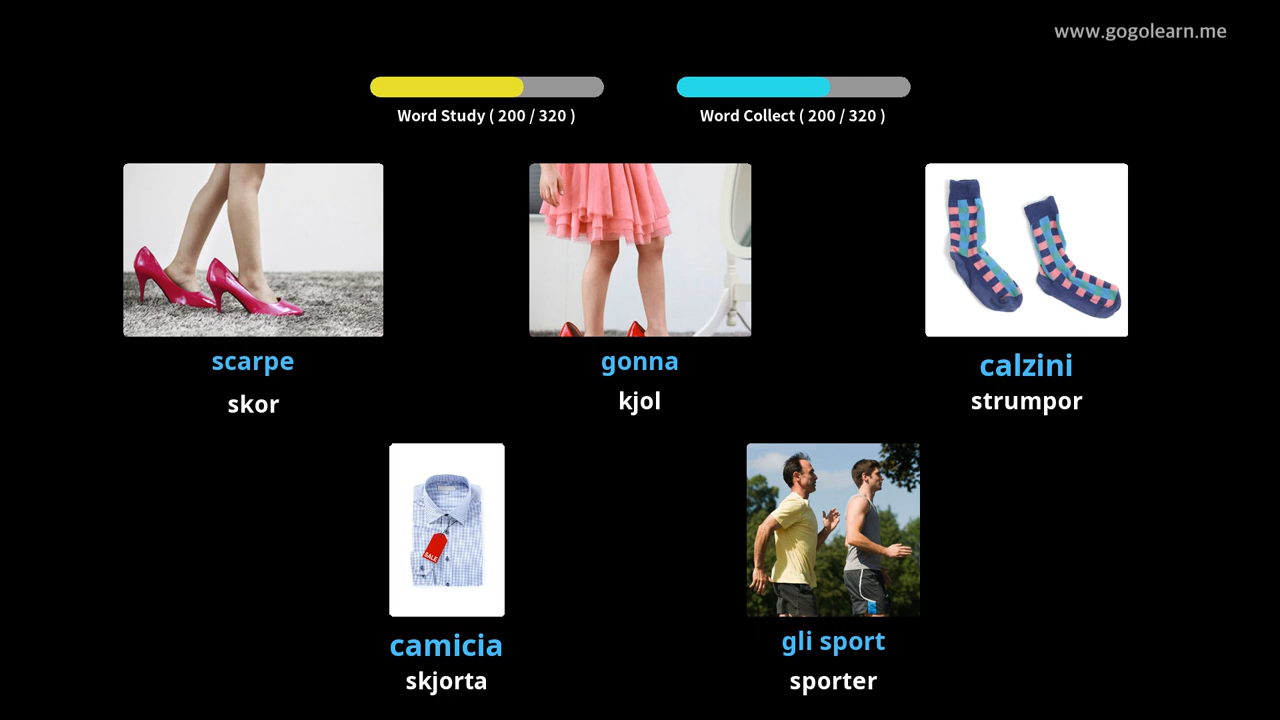 www.gogolearn.me
Word Study ( 200 / 320 )
Word Collect ( 200 / 320 )
scarpe
skor
gonna
kjol
calzini
strumpor
SALE
camicia
skjorta
gli sport
sporter